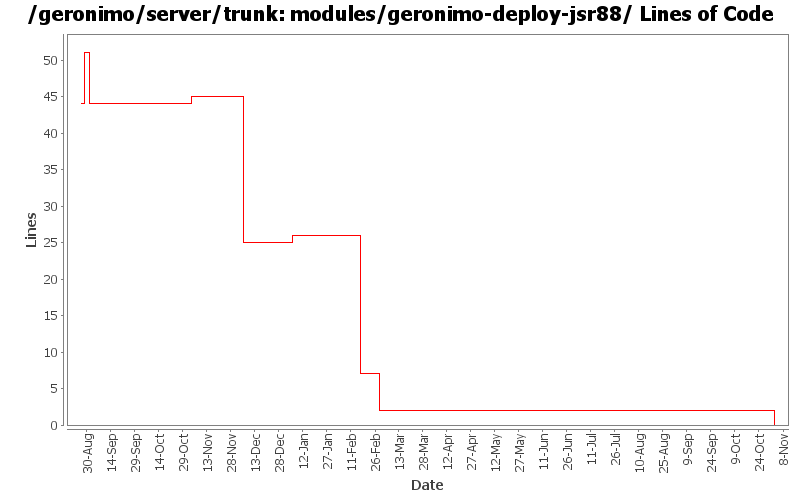 /geronimo/server/trunk: modules/geronimo-deploy-jsr88/ Lines of Code
Lines
50
45
40
35
30
25
20
15
10
5
0
30-Aug
14-Sep
29-Sep
14-Oct
29-Oct
13-Nov
28-Nov
13-Dec
28-Dec
12-Jan
27-Jan
11-Feb
26-Feb
13-Mar
28-Mar
12-Apr
27-Apr
12-May
27-May
11-Jun
26-Jun
11-Jul
26-Jul
10-Aug
25-Aug
9-Sep
24-Sep
9-Oct
24-Oct
8-Nov
Date